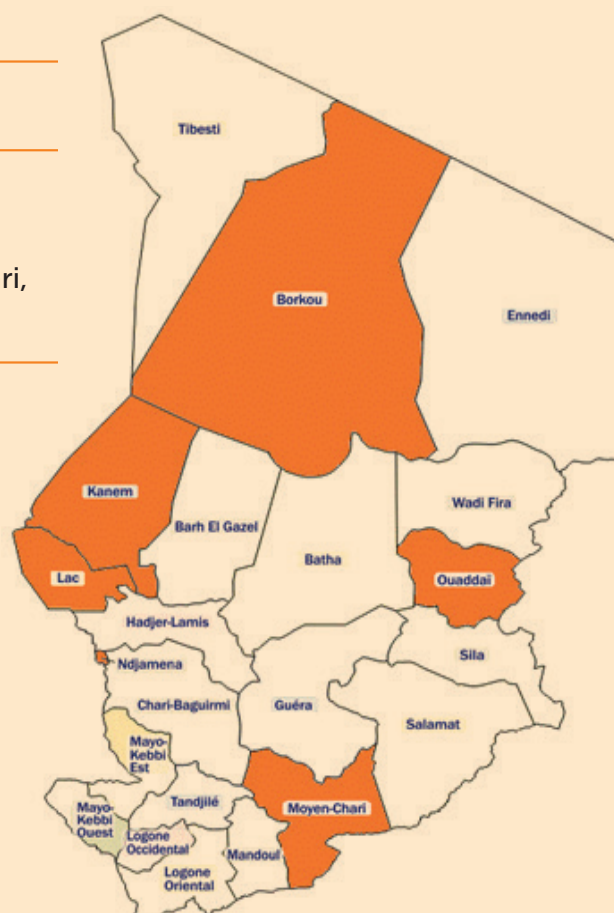 Tibesti
ri,
Borkou
Ennedi
Kanem
Wadi Fira
Barh El Gazel
Batha
Lac
Ouaddaï
Hadjer-Lamis
Ndjamena
Sila
Chari-Baguirmi
Guéra
Salamat
Mayo-
Kebbi
Est
Mayo-
Kebbi
Ouest
Tandjilé
Moyen-Chari
Logone
Occidental
Mandoul
Logone
Oriental